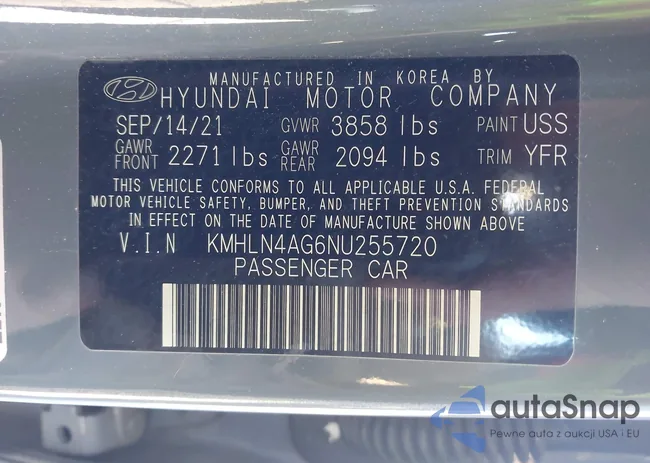 MANUFACTURED IN KOREA BY
HYUNDAI MOTOR COMPANY
SEP/14/21 GVWR 3858 lbs PAINT USS
GAWR FRONT 2271 lbs GAWR REAR 2094 lbs TRIM YFR
THIS VEHICLE CONFORMS TO ALL APPLICABLE U.S.A. FEDERAL
MOTOR VEHICLE SAFETY, BUMPER, AND THEFT PREVENTION STANDARDS
IN EFFECT ON THE DATE OF MANUFACTURE SHOWN ABOVE
V.I.N KMHLN4AG6NU255720
PASSENGER CAR
autaSnap
Pewne auta z aukcji USA i EU